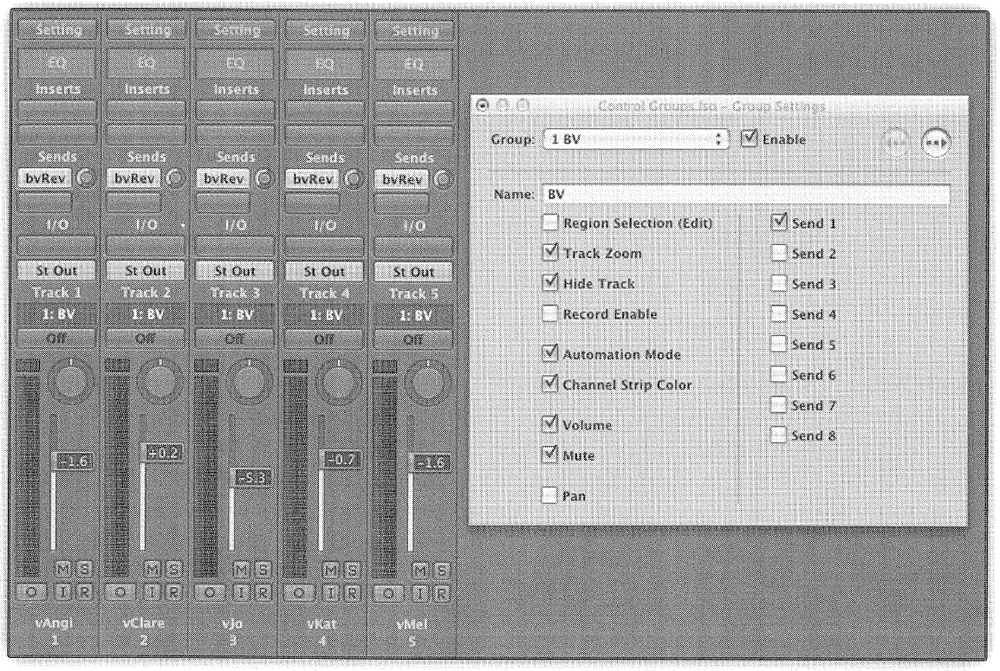 Setting Setting Setting Setting Setting
EQ EQ EQ EQ EQ
Inserts Inserts Inserts Inserts Inserts
Sends Sends Sends Sends Sends
bvRev bvRev bvRev bvRev bvRev
I/O I/O I/O I/O I/O
St Out St Out St Out St Out St Out
Track 1 Track 2 Track 3 Track 4 Track 5
1: BV 1: BV 1: BV 1: BV 1: BV
Off Off Off Off Off
-1.6 +0.2 -5.3 -0.7 -1.6
M S M S M S M S M S
O I R O I R O I R O I R O I R
vAngi vClare vJo vKat vMel
1 2 3 4 5
Control Groups.lso - Group Settings
Group: 1 BV Enable
Name: BV
Region Selection (Edit)
Track Zoom
Hide Track
Record Enable
Automation Mode
Channel Strip Color
Volume
Mute
Pan
Send 1
Send 2
Send 3
Send 4
Send 5
Send 6
Send 7
Send 8